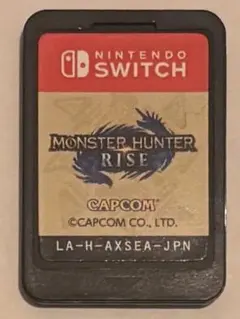 NINTENDO
SWITCH
MONSTER HUNTER
RISE
CAPCOM
©CAPCOM CO., LTD.
LA-H-AXSEA-JPN